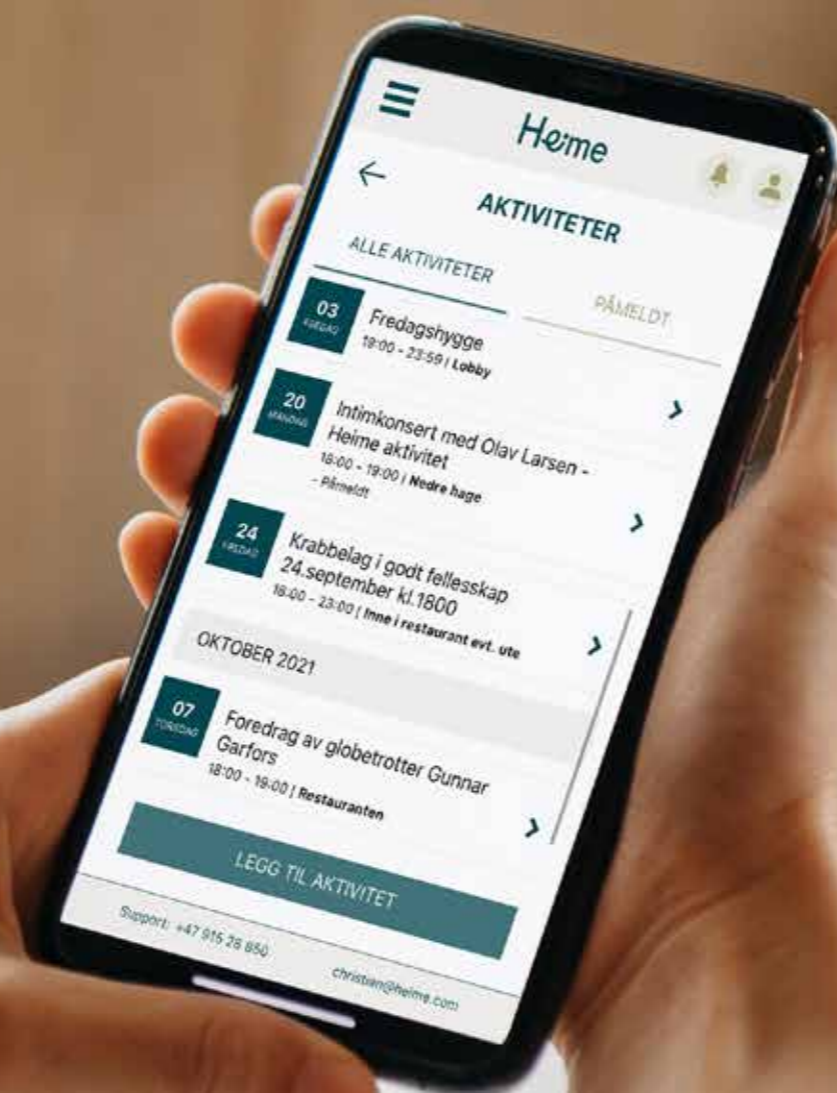 Heime
AKTIVITETER
ALLE AKTIVITETER
PÅMELDT
03
FREDAG
Fredagshygge
19:00 - 23:59 | Lobby
20
MANDAG
Intimkonsert med Olav Larsen -
Heime aktivitet
18:00 - 19:00 | Nedre hage
- Påmeldt
24
FREDAG
Krabbelag i godt fellesskap
24.september kl.1800
18:00 - 23:00 | Inne i restaurant evt. ute
OKTOBER 2021
07
TORSDAG
Foredrag av globetrotter Gunnar
Garfors
18:00 - 19:00 | Restauranten
LEGG TIL AKTIVITET
Support: +47 915 28 850
christian@heime.com